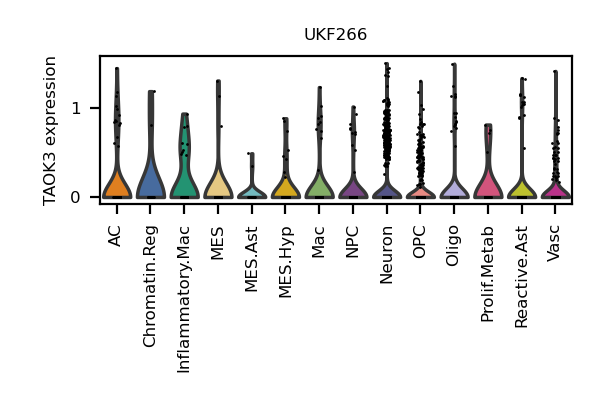 UKF266
TAOK3 expression
1
0
AC
Chromatin.Reg
Inflammatory.Mac
MES
MES.Ast
MES.Hyp
Mac
NPC
Neuron
OPC
Oligo
Prolif.Metab
Reactive.Ast
Vasc